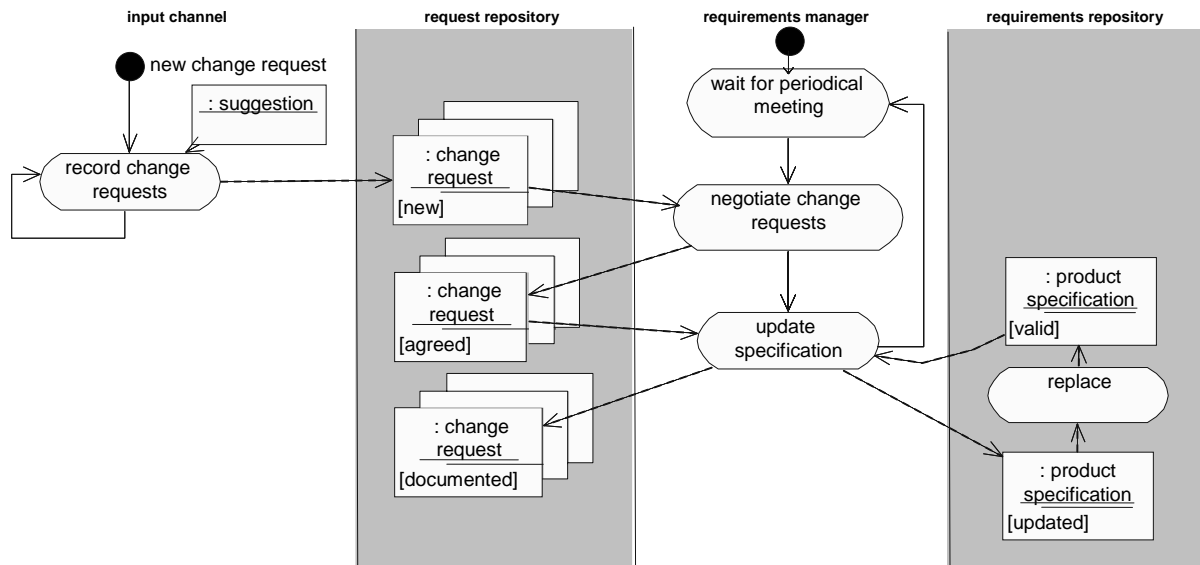 input channel
request repository
requirements manager
requirements repository
new change request
: suggestion
record change
requests
: change
request
[new]
: change
request
[agreed]
: change
request
[documented]
wait for periodical
meeting
negotiate change
requests
update
specification
: product
specification
[valid]
replace
: product
specification
[updated]